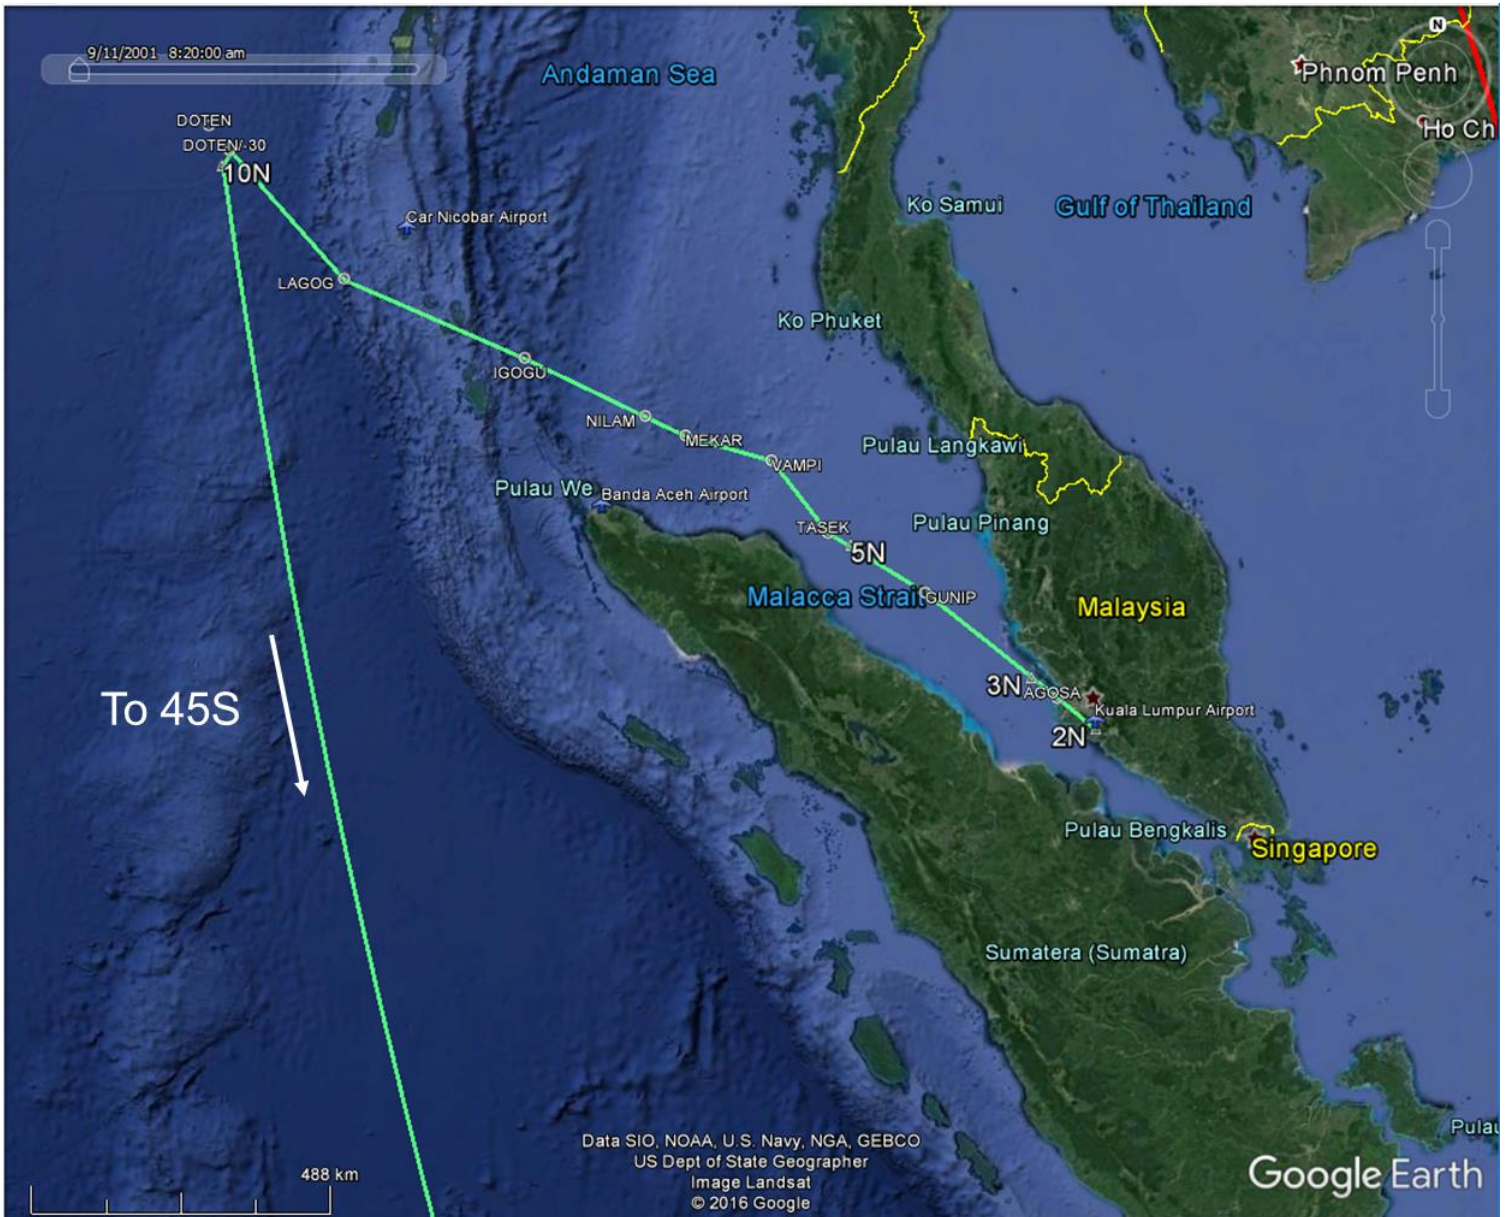 9/11/2001 8:20:00 am
Andaman Sea
N
Phnom Penh
DOTEN
DOTEN/-30
Ho Ch
10N
Ko Samui
Gulf of Thailand
Car Nicobar Airport
LAGOG
Ko Phuket
IGOGU
NILAM
MEKAR
Pulau Langkawi
VAMPI
Pulau We
Banda Aceh Airport
TASEK
Pulau Pinang
5N
Malacca Strait
GUNIP
Malaysia
3N
AGOSA
To 45S
Kuala Lumpur Airport
2N
Pulau Bengkalis
Singapore
Sumatera (Sumatra)
Pulau
Data SIO, NOAA, U.S. Navy, NGA, GEBCO
US Dept of State Geographer
Image Landsat
© 2016 Google
488 km
Google Earth